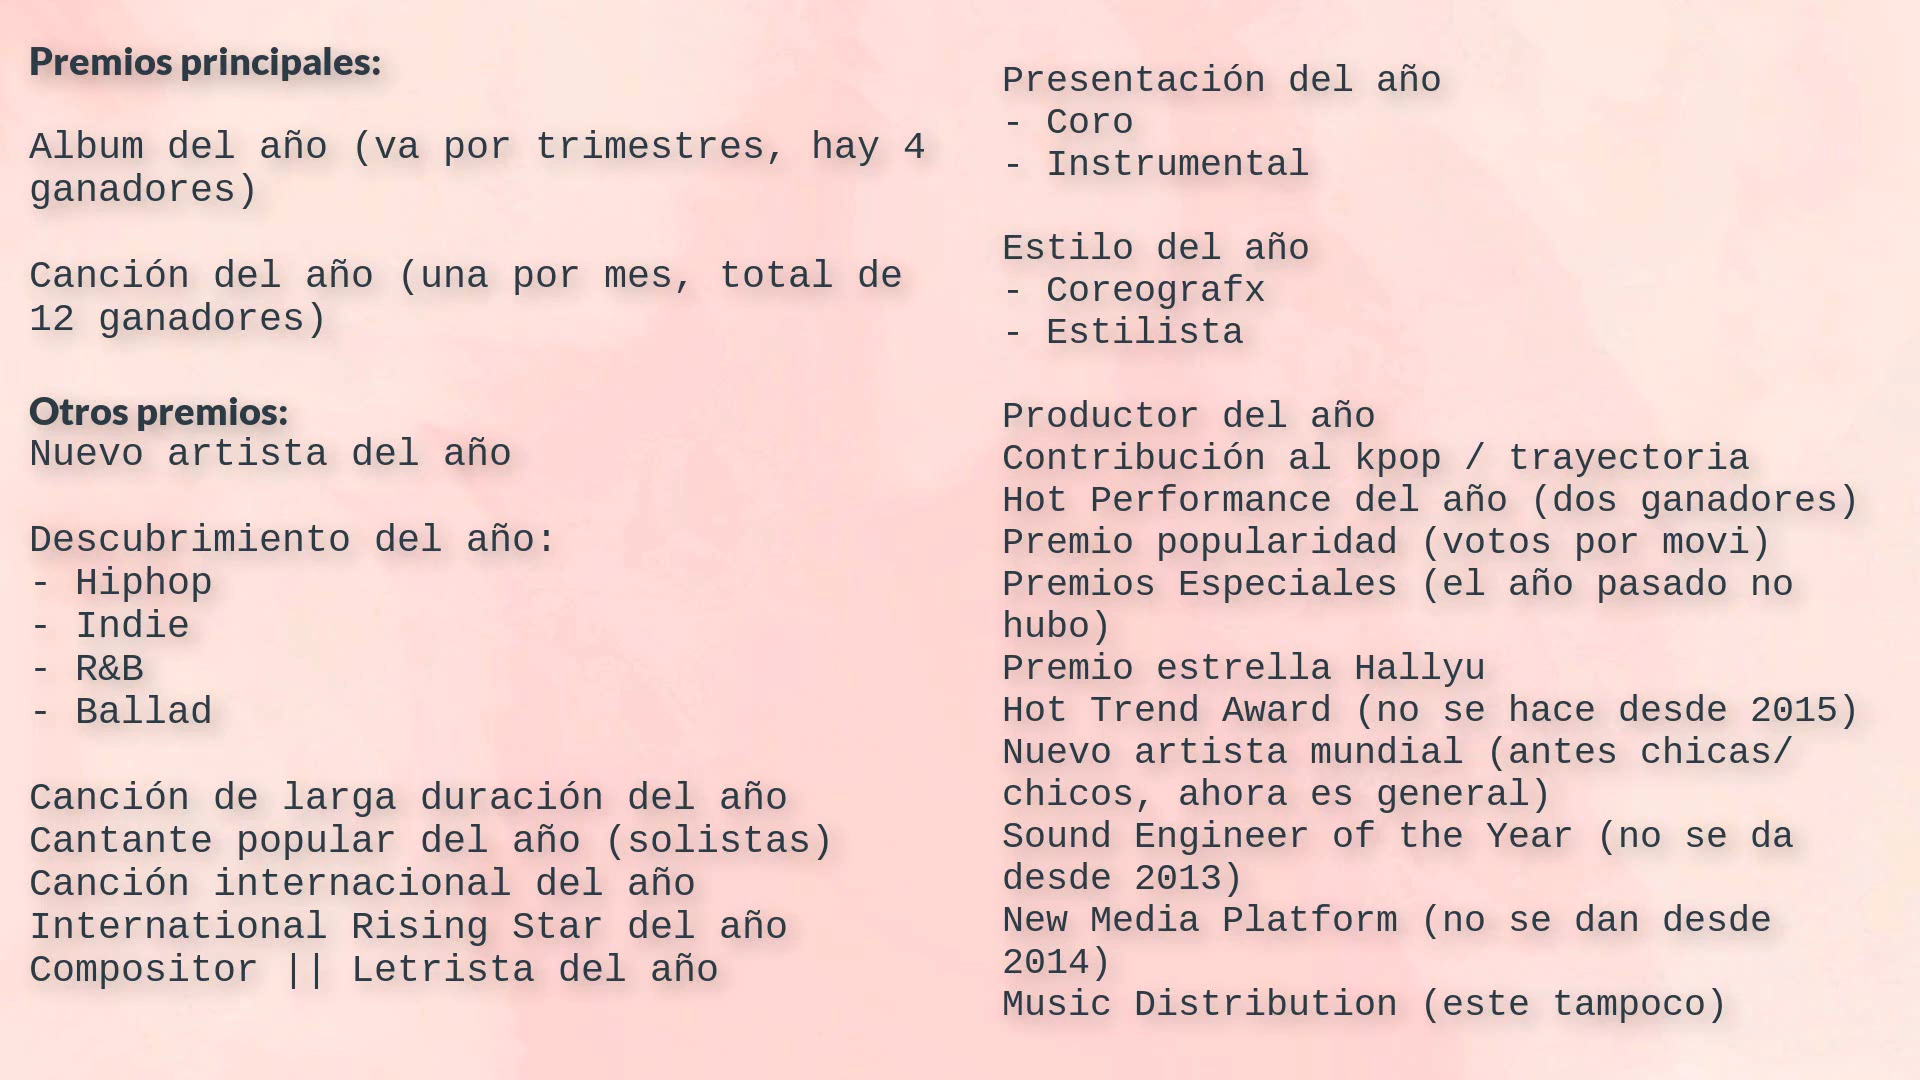 Premios principales:
Album del año (va por trimestres, hay 4
ganadores)
Canción del año (una por mes, total de
12 ganadores)
Otros premios:
Nuevo artista del año
Descubrimiento del año:
- Hiphop
- Indie
- R&B
- Ballad
Canción de larga duración del año
Cantante popular del año (solistas)
Canción internacional del año
International Rising Star del año
Compositor || Letrista del año
Presentación del año
- Coro
- Instrumental
Estilo del año
- Coreografx
- Estilista
Productor del año
Contribución al kpop / trayectoria
Hot Performance del año (dos ganadores)
Premio popularidad (votos por movi)
Premios Especiales (el año pasado no
hubo)
Premio estrella Hallyu
Hot Trend Award (no se hace desde 2015)
Nuevo artista mundial (antes chicas/
chicos, ahora es general)
Sound Engineer of the Year (no se da
desde 2013)
New Media Platform (no se dan desde
2014)
Music Distribution (este tampoco)